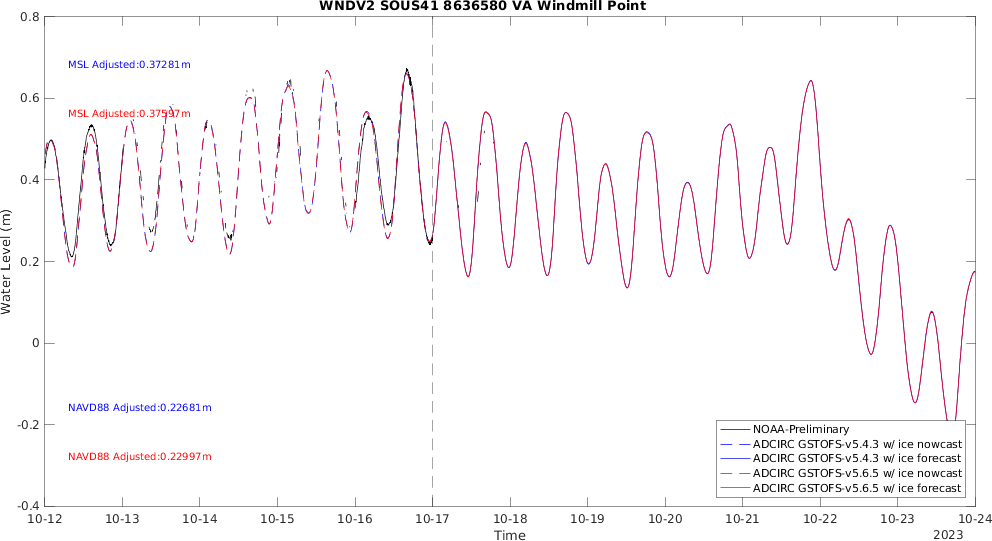 WNDV2 SOUS41 8636580 VA Windmill Point
0.8
0.6
0.4
0.2
0
-0.2
-0.4
Water Level (m)
MSL Adjusted:0.37281m
MSL Adjusted:0.37597m
NAVD88 Adjusted:0.22681m
NAVD88 Adjusted:0.22997m
NOAA-Preliminary
ADCIRC GSTOFS-v5.4.3 w/ ice nowcast
ADCIRC GSTOFS-v5.4.3 w/ ice forecast
ADCIRC GSTOFS-v5.6.5 w/ ice nowcast
ADCIRC GSTOFS-v5.6.5 w/ ice forecast
10-12 10-13 10-14 10-15 10-16 10-17 10-18 10-19 10-20 10-21 10-22 10-23 10-24
Time
2023